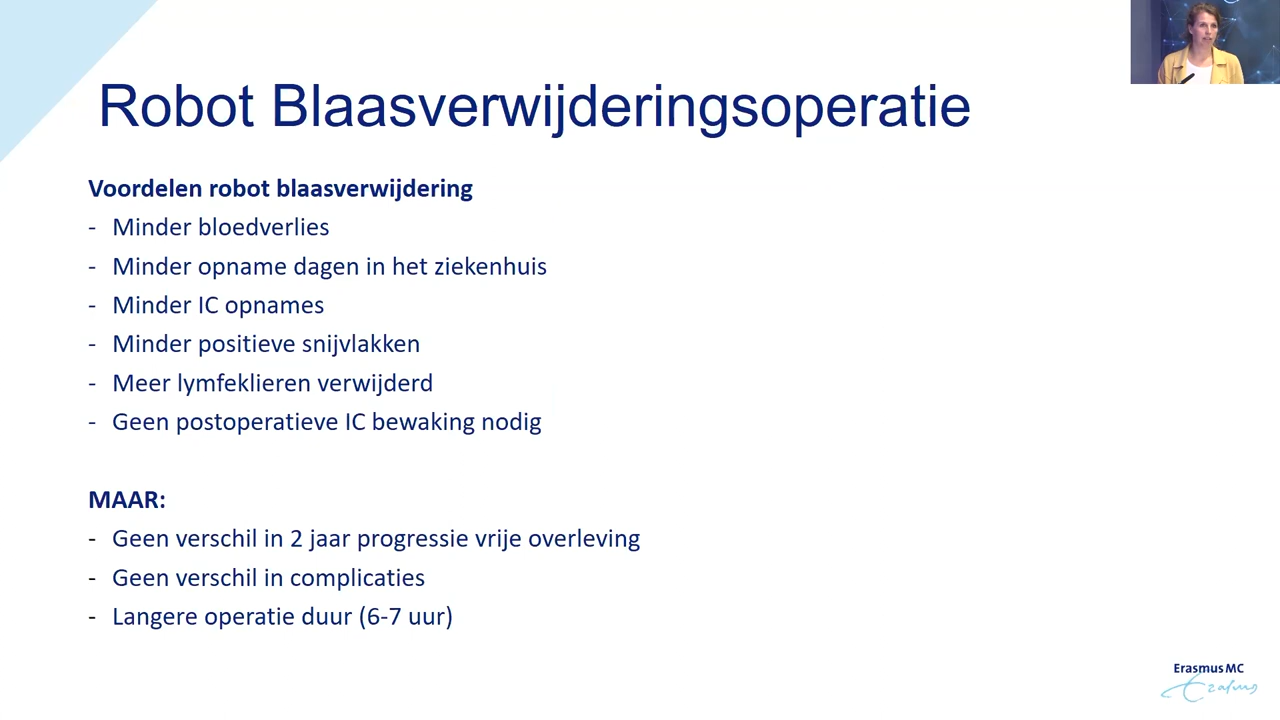 Robot Blaasverwijderingsoperatie
Voordelen robot blaasverwijdering
- Minder bloedverlies
- Minder opname dagen in het ziekenhuis
- Minder IC opnames
- Minder positieve snijvlakken
- Meer lymfeklieren verwijderd
- Geen postoperatieve IC bewaking nodig
MAAR:
- Geen verschil in 2 jaar progressie vrije overleving
- Geen verschil in complicaties
- Langere operatie duur (6-7 uur)
Erasmus MC
Erasmus